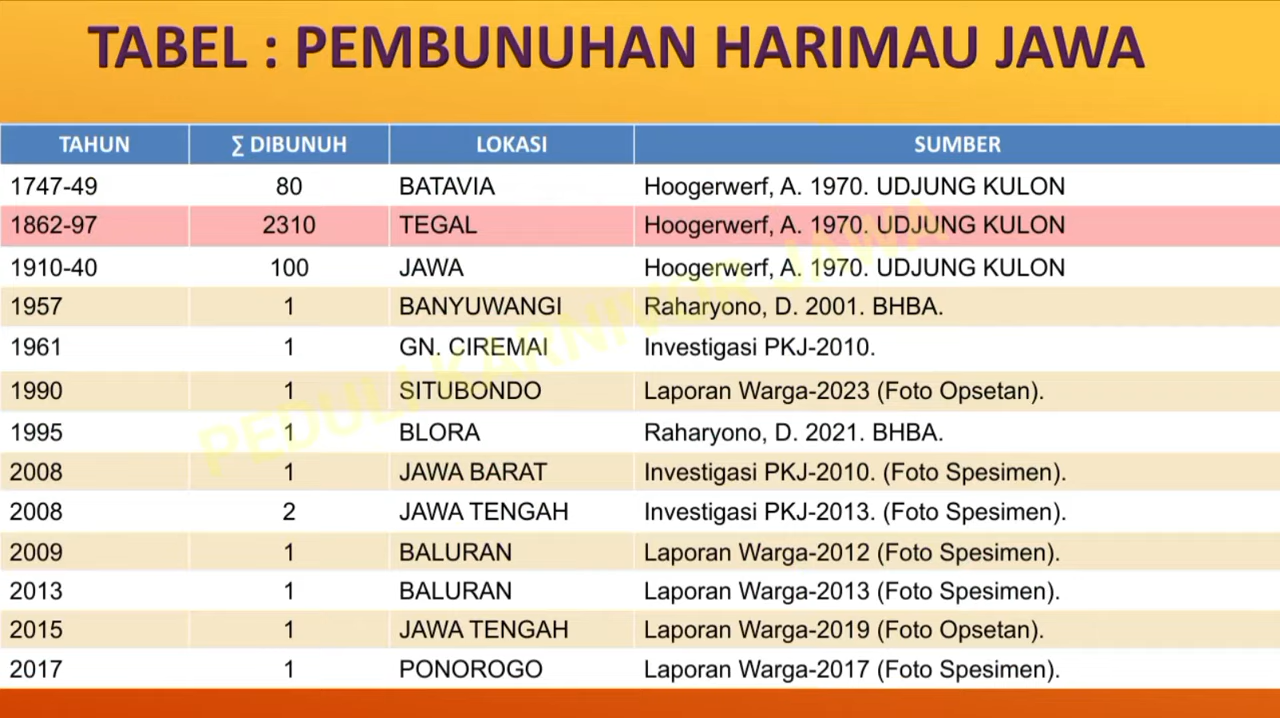 TABEL : PEMBUNUHAN HARIMAU JAWA
TAHUN ∑ DIBUNUH LOKASI SUMBER
1747-49 80 BATAVIA Hoogerwerf, A. 1970. UDJUNG KULON
1862-97 2310 TEGAL Hoogerwerf, A. 1970. UDJUNG KULON
1910-40 100 JAWA Hoogerwerf, A. 1970. UDJUNG KULON
1957 1 BANYUWANGI Raharyono, D. 2001. BHBA.
1961 1 GN. CIREMAI Investigasi PKJ-2010.
1990 1 SITUBONDO Laporan Warga-2023 (Foto Opsetan).
1995 1 BLORA Raharyono, D. 2021. BHBA.
2008 1 JAWA BARAT Investigasi PKJ-2010. (Foto Spesimen).
2008 2 JAWA TENGAH Investigasi PKJ-2013. (Foto Spesimen).
2009 1 BALURAN Laporan Warga-2012 (Foto Spesimen).
2013 1 BALURAN Laporan Warga-2013 (Foto Spesimen).
2015 1 JAWA TENGAH Laporan Warga-2019 (Foto Opsetan).
2017 1 PONOROGO Laporan Warga-2017 (Foto Spesimen).
PEDULI KARNIVOR JAWA